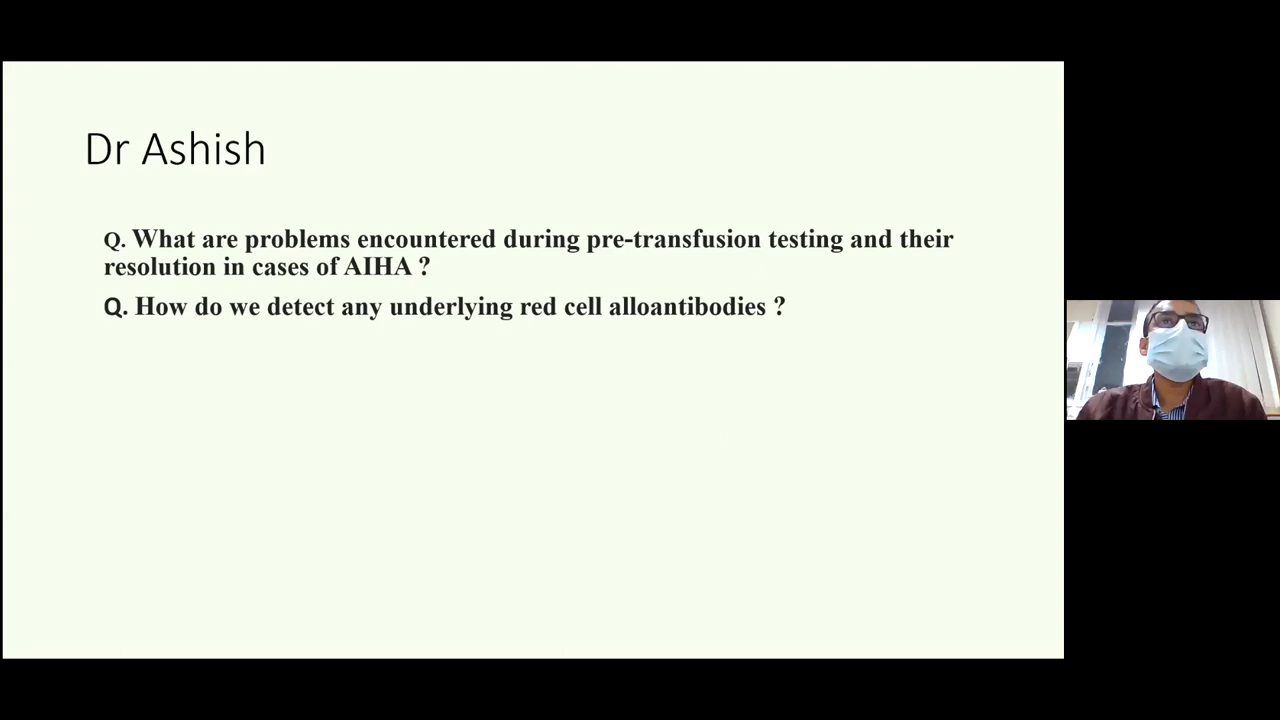 Dr Ashish
Q. What are problems encountered during pre-transfusion testing and their
resolution in cases of AIHA ?
Q. How do we detect any underlying red cell alloantibodies ?